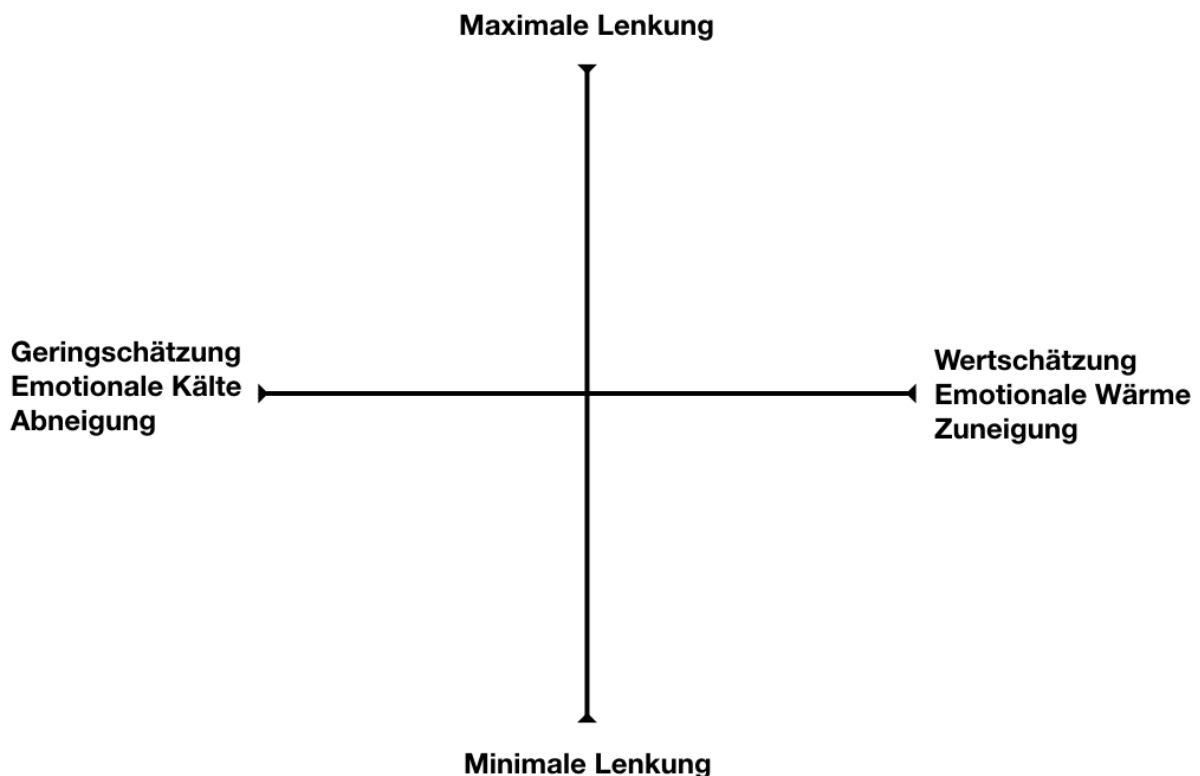 Maximale Lenkung
Geringschätzung
Emotionale Kälte
Abneigung
Wertschätzung
Emotionale Wärme
Zuneigung
Minimale Lenkung